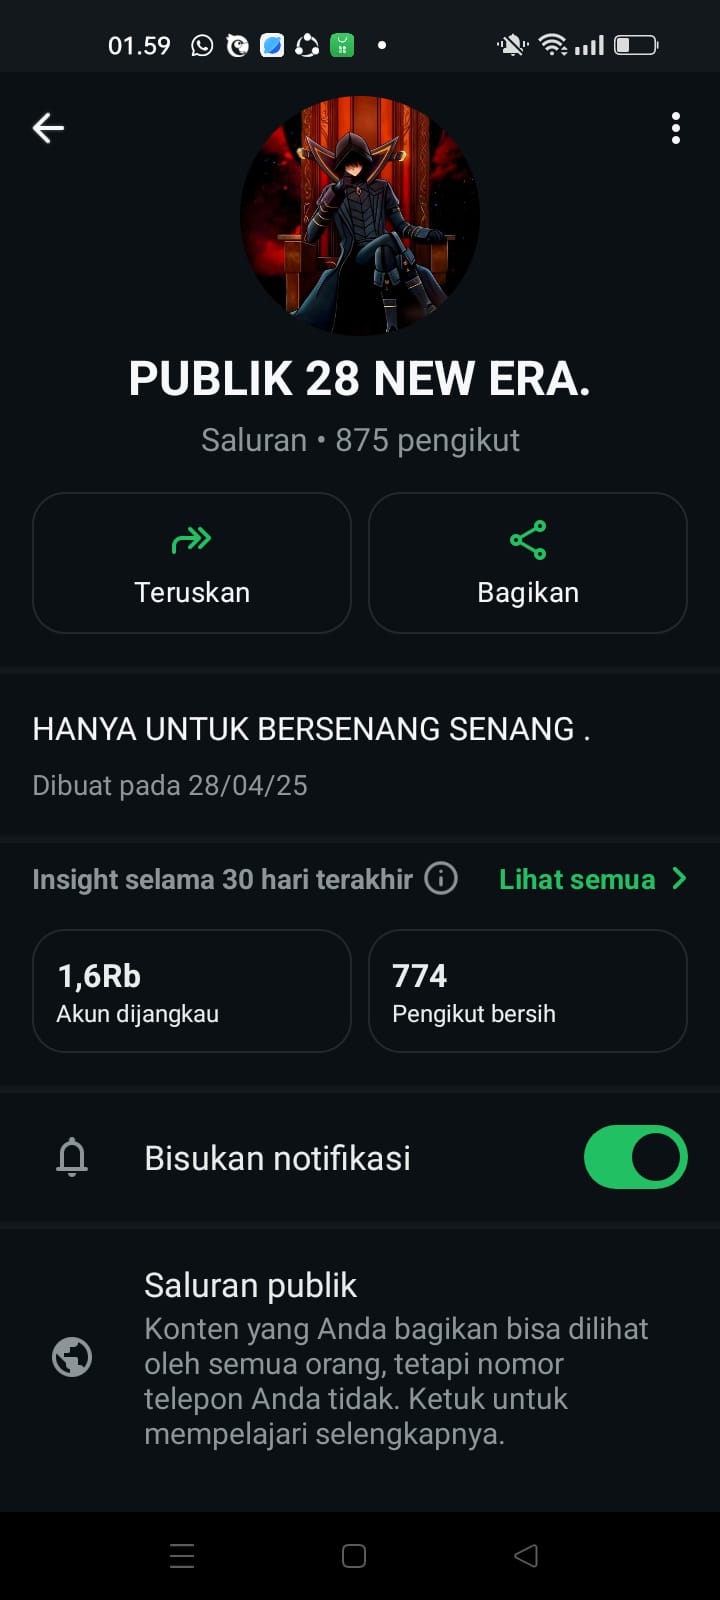 01.59
PUBLIK 28 NEW ERA.
Saluran • 875 pengikut
Teruskan
Bagikan
HANYA UNTUK BERSENANG SENANG .
Dibuat pada 28/04/25
Insight selama 30 hari terakhir
Lihat semua
1,6Rb
Akun dijangkau
774
Pengikut bersih
Bisukan notifikasi
Saluran publik
Konten yang Anda bagikan bisa dilihat
oleh semua orang, tetapi nomor
telepon Anda tidak. Ketuk untuk
mempelajari selengkapnya.